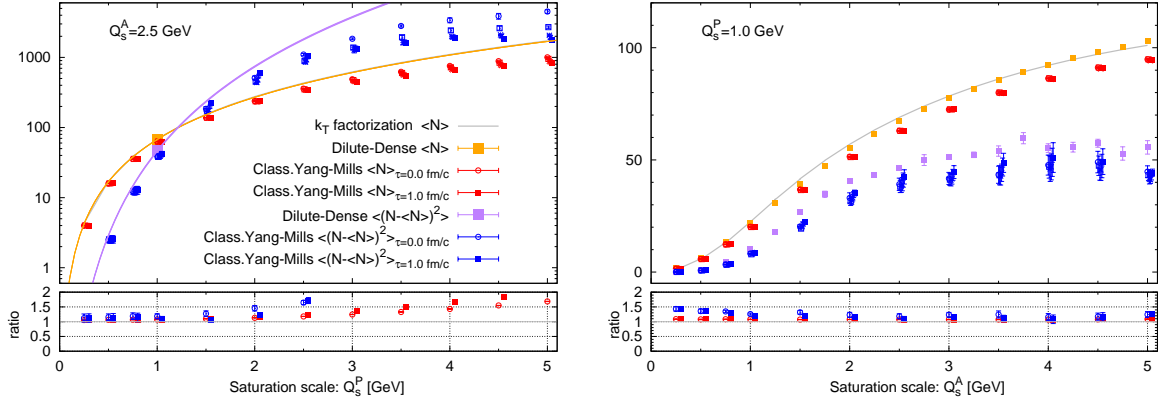 Q_s^A=2.5 GeV
1000
100
10
1
k_T factorization <N>
Dilute-Dense <N>
Class.Yang-Mills <N>_τ=0.0 fm/c
Class.Yang-Mills <N>_τ=1.0 fm/c
Dilute-Dense <(N-<N>)^2>
Class.Yang-Mills <(N-<N>)^2>_τ=0.0 fm/c
Class.Yang-Mills <(N-<N>)^2>_τ=1.0 fm/c
ratio
2
1.5
1
0.5
0
0 1 2 3 4 5
Saturation scale: Q_s^P [GeV]
Q_s^P=1.0 GeV
100
50
0
ratio
2
1.5
1
0.5
0
0 1 2 3 4 5
Saturation scale: Q_s^A [GeV]